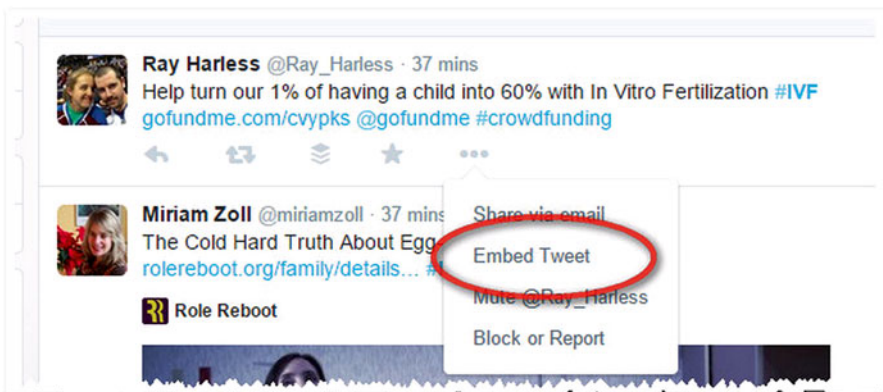 Ray Harless @Ray_Harless · 37 mins
Help turn our 1% of having a child into 60% with In Vitro Fertilization #IVF
gofundme.com/cvypks @gofundme #crowdfunding
Miriam Zoll @miriamzoll · 37 mins
The Cold Hard Truth About Egg
rolereboot.org/family/details... #
Role Reboot
Share via email
Embed Tweet
Mute @Ray_Harless
Block or Report